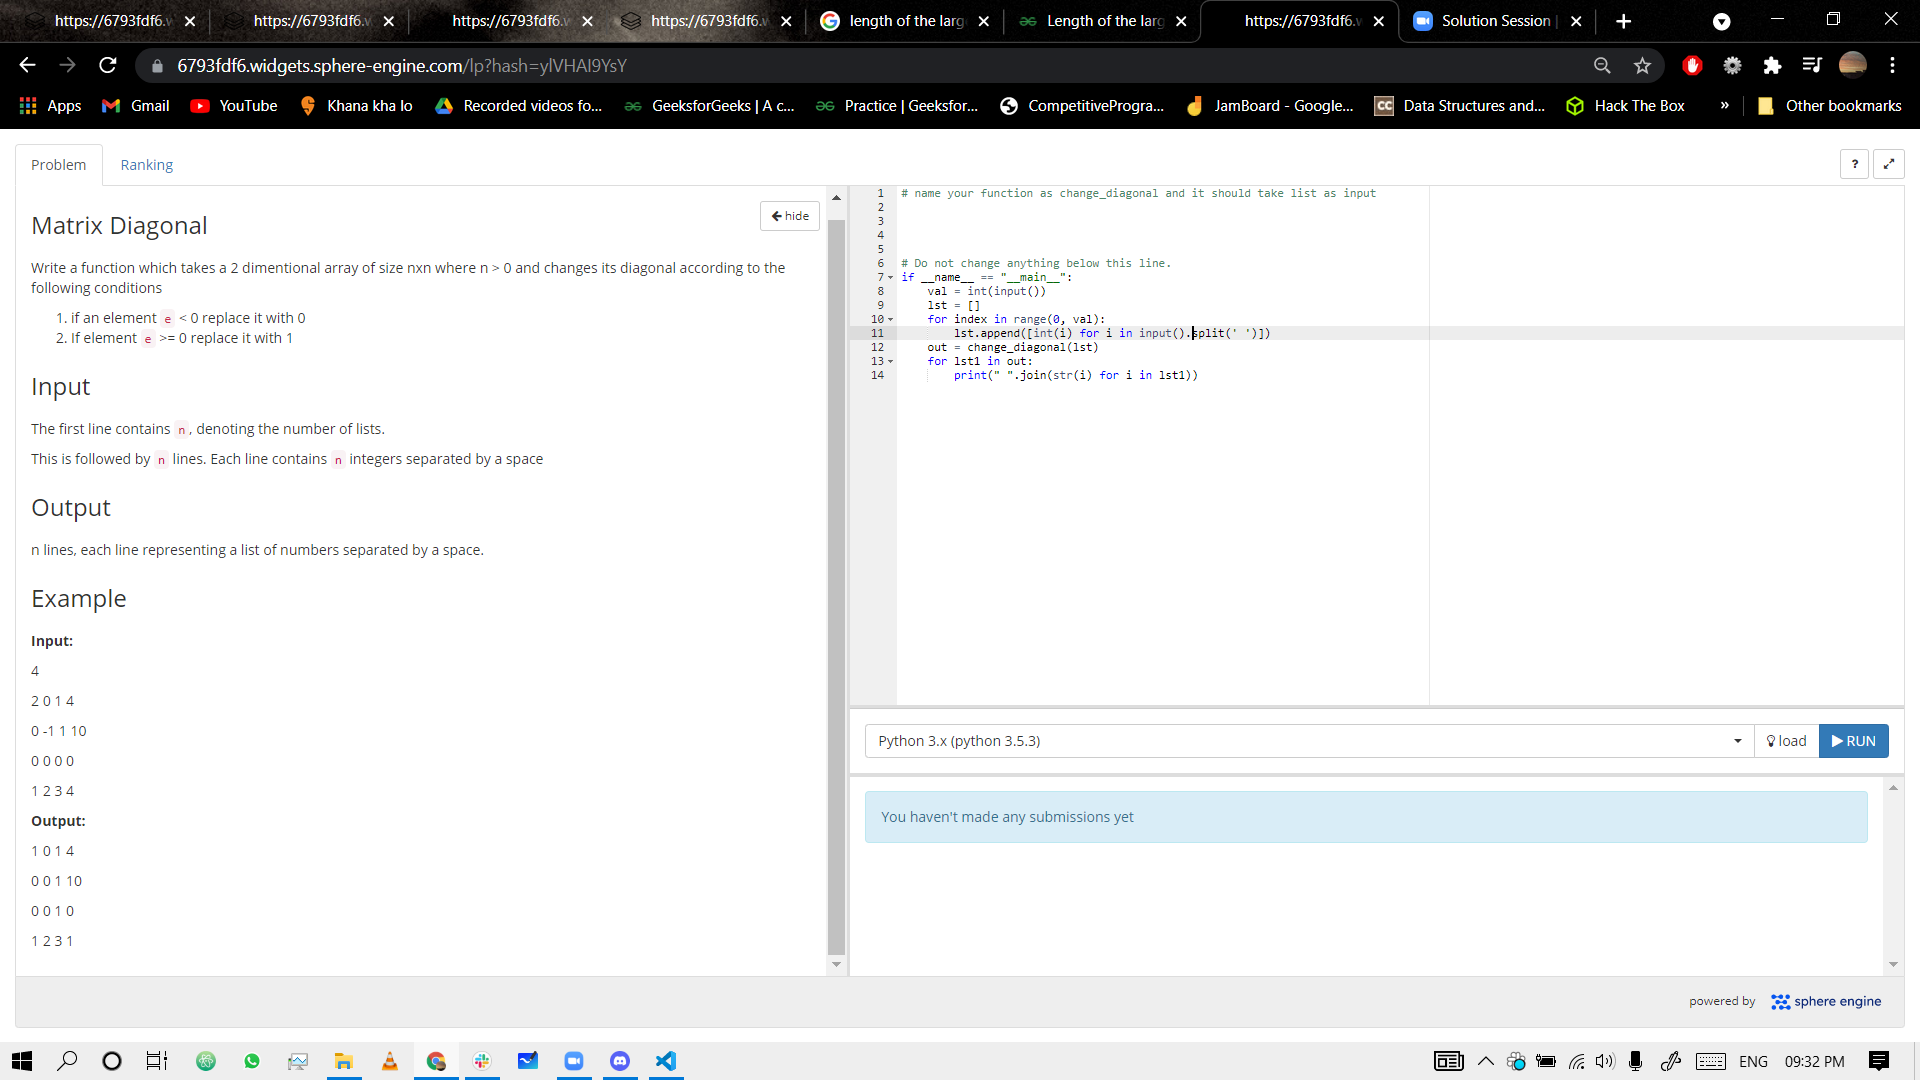 https://6793fdf6.w
https://6793fdf6.w
https://6793fdf6.w
https://6793fdf6.w
length of the larg
Length of the larg
https://6793fdf6.w
Solution Session |
6793fdf6.widgets.sphere-engine.com/lp?hash=ylVHAI9YsY
Apps
Gmail
YouTube
Khana kha lo
Recorded videos fo...
GeeksforGeeks | A c...
Practice | Geeksfor...
CompetitiveProgra...
JamBoard - Google...
CC Data Structures and...
Hack The Box
»
Other bookmarks
Problem
Ranking
?
Matrix Diagonal
hide
Write a function which takes a 2 dimentional array of size nxn where n > 0 and changes its diagonal according to the
following conditions
1. if an element e < 0 replace it with 0
2. If element e >= 0 replace it with 1
Input
The first line contains n, denoting the number of lists.
This is followed by n lines. Each line contains n integers separated by a space
Output
n lines, each line representing a list of numbers separated by a space.
Example
Input:
4
2 0 1 4
0 -1 1 10
0 0 0 0
1 2 3 4
Output:
1 0 1 4
0 0 1 10
0 0 1 0
1 2 3 1
1 # name your function as change_diagonal and it should take list as input
2
3
4
5
6 # Do not change anything below this line.
7 if __name__ == "__main__":
8 val = int(input())
9 lst = []
10 for index in range(0, val):
11 lst.append([int(i) for i in input().split(' ')])
12 out = change_diagonal(lst)
13 for lst1 in out:
14 print(" ".join(str(i) for i in lst1))
Python 3.x (python 3.5.3)
load
RUN
You haven't made any submissions yet
powered by sphere engine
ENG
09:32 PM